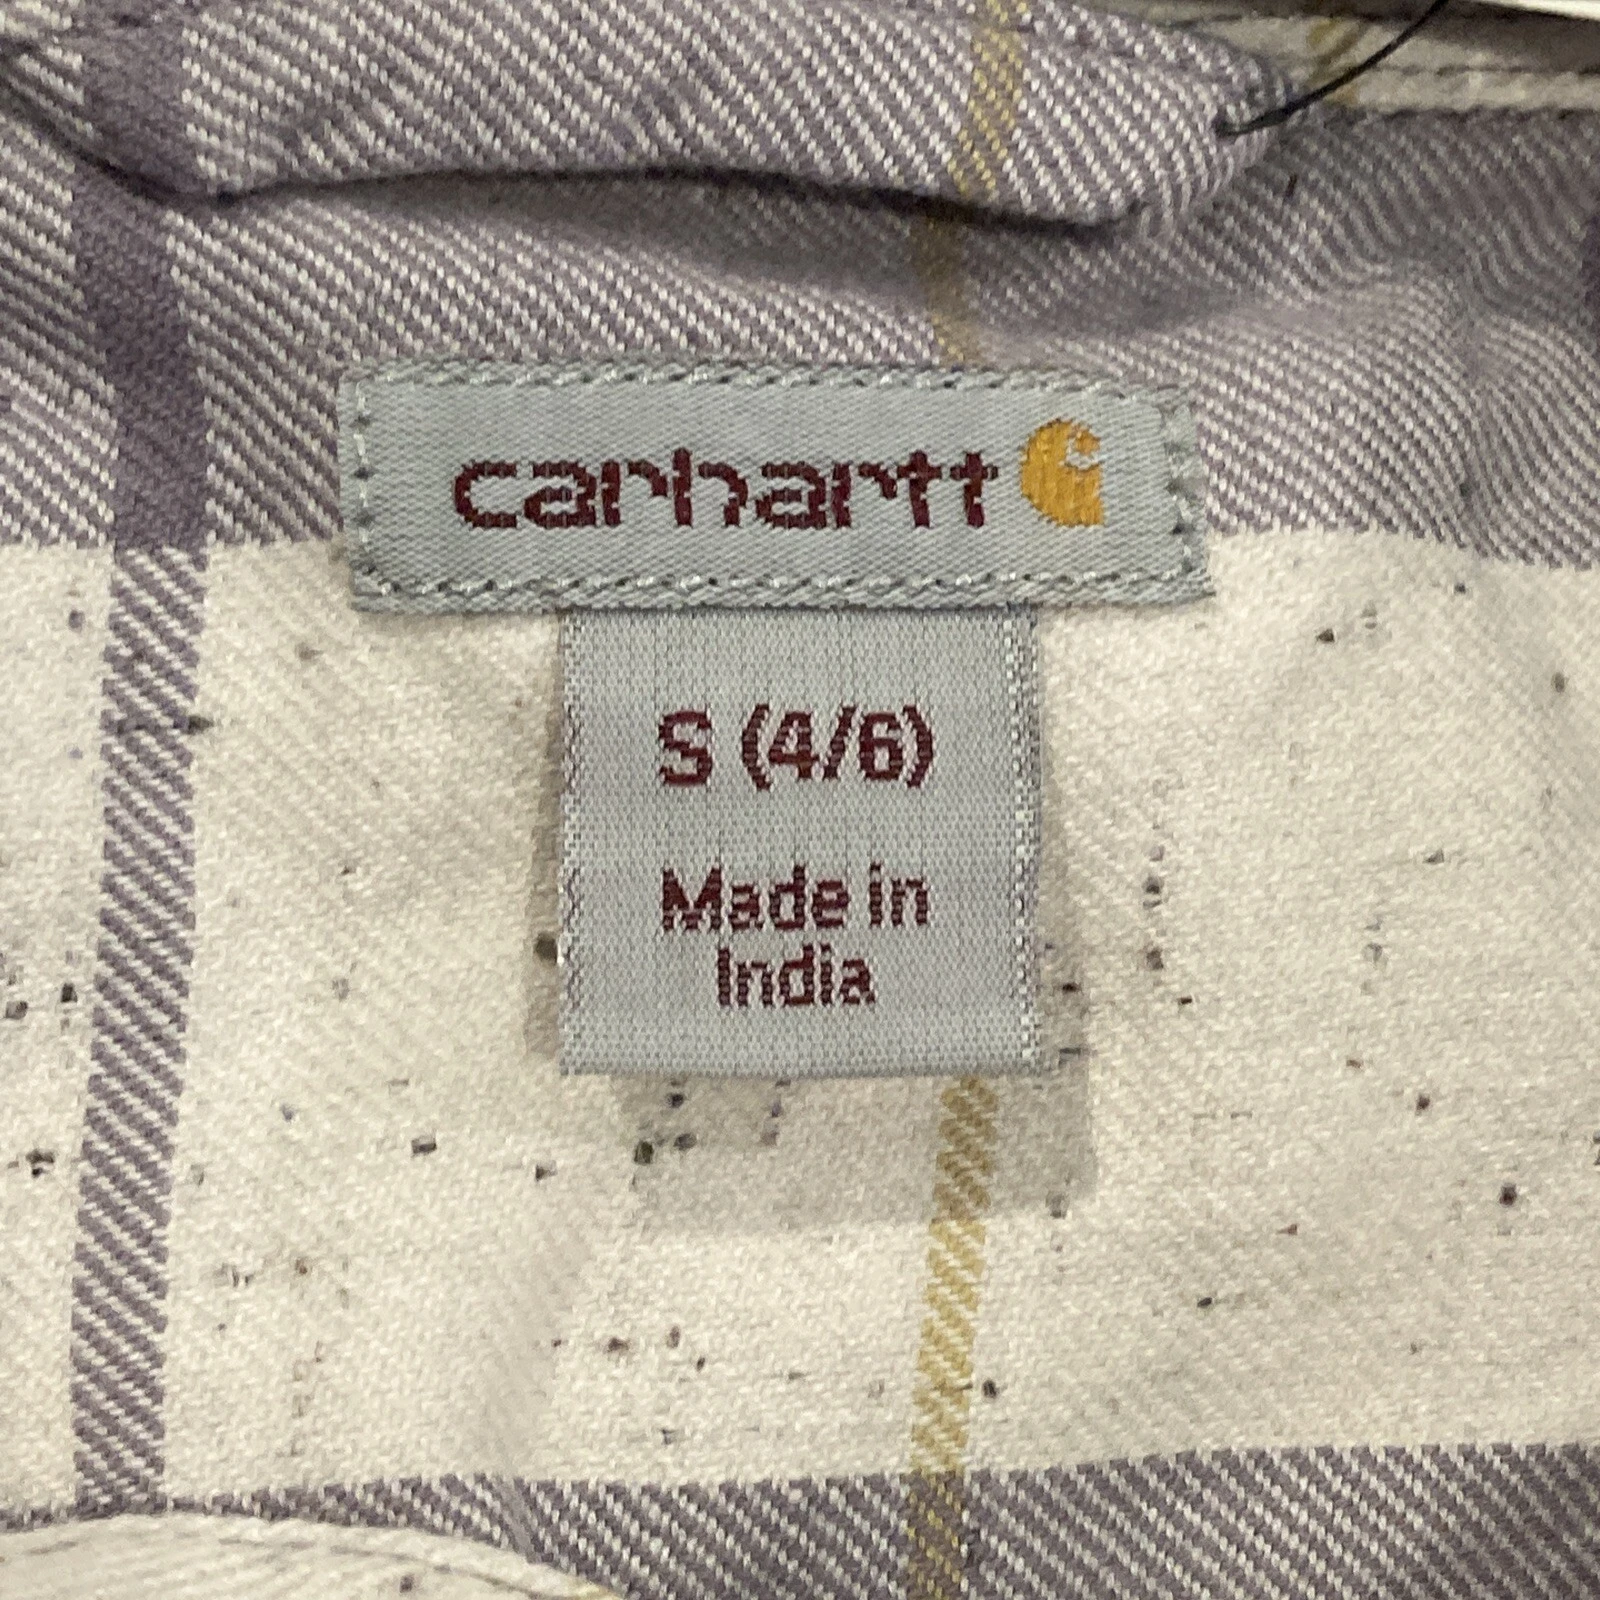 carhartt
S (4/6)
Made in
India